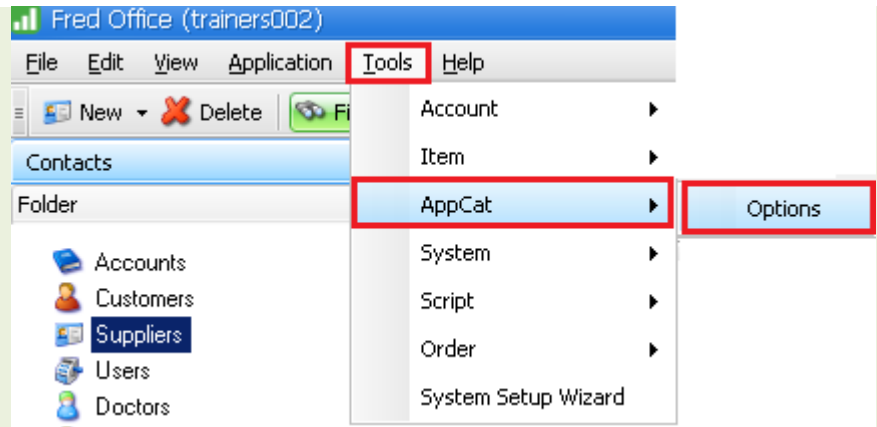 Fred Office (trainers002)
File Edit View Application Tools Help
New Delete Fi
Contacts
Folder
Accounts
Customers
Suppliers
Users
Doctors
Account
Item
AppCat
Options
System
Script
Order
System Setup Wizard